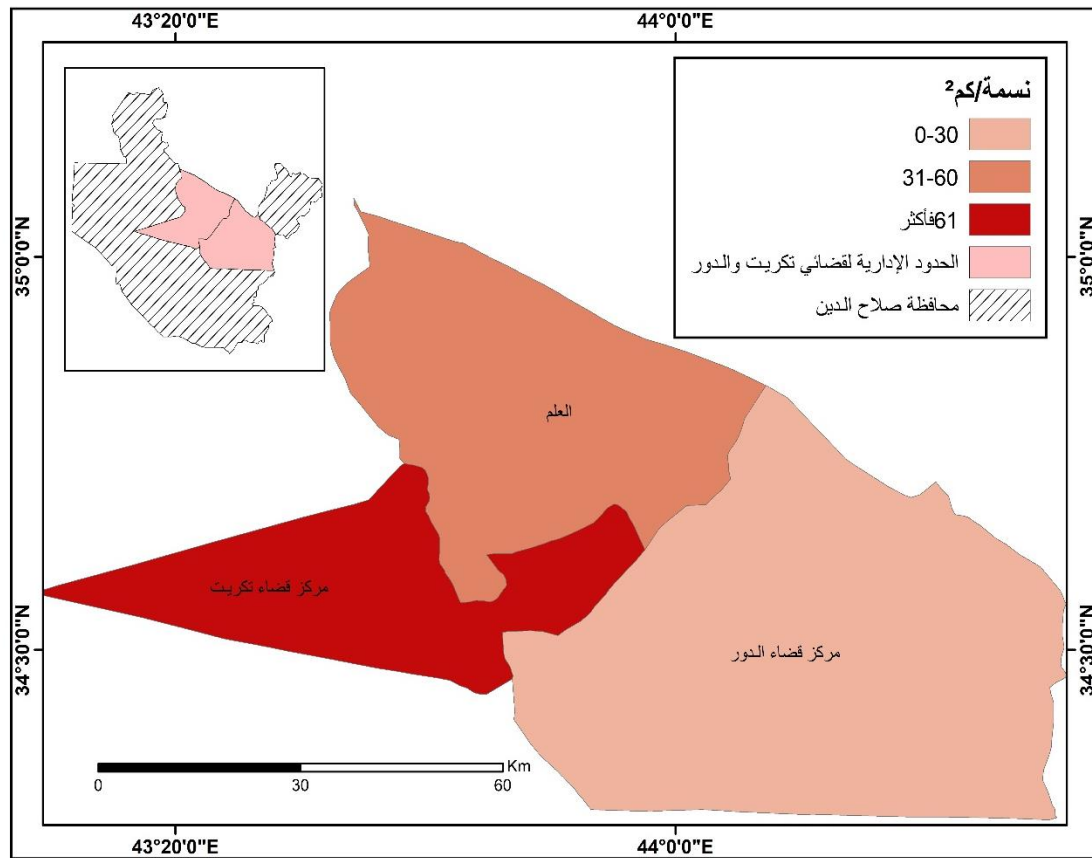 43°20'0"E
44°0'0"E
نسمة/كم²
0-30
31-60
61فأكثر
الحدود الإدارية لقضائي تكريت والدور
محافظة صلاح الدين
35°0'0"N
35°0'0"N
العلم
مركز قضاء تكريت
مركز قضاء الدور
34°30'0"N
34°30'0"N
Km
0
30
60
43°20'0"E
44°0'0"E